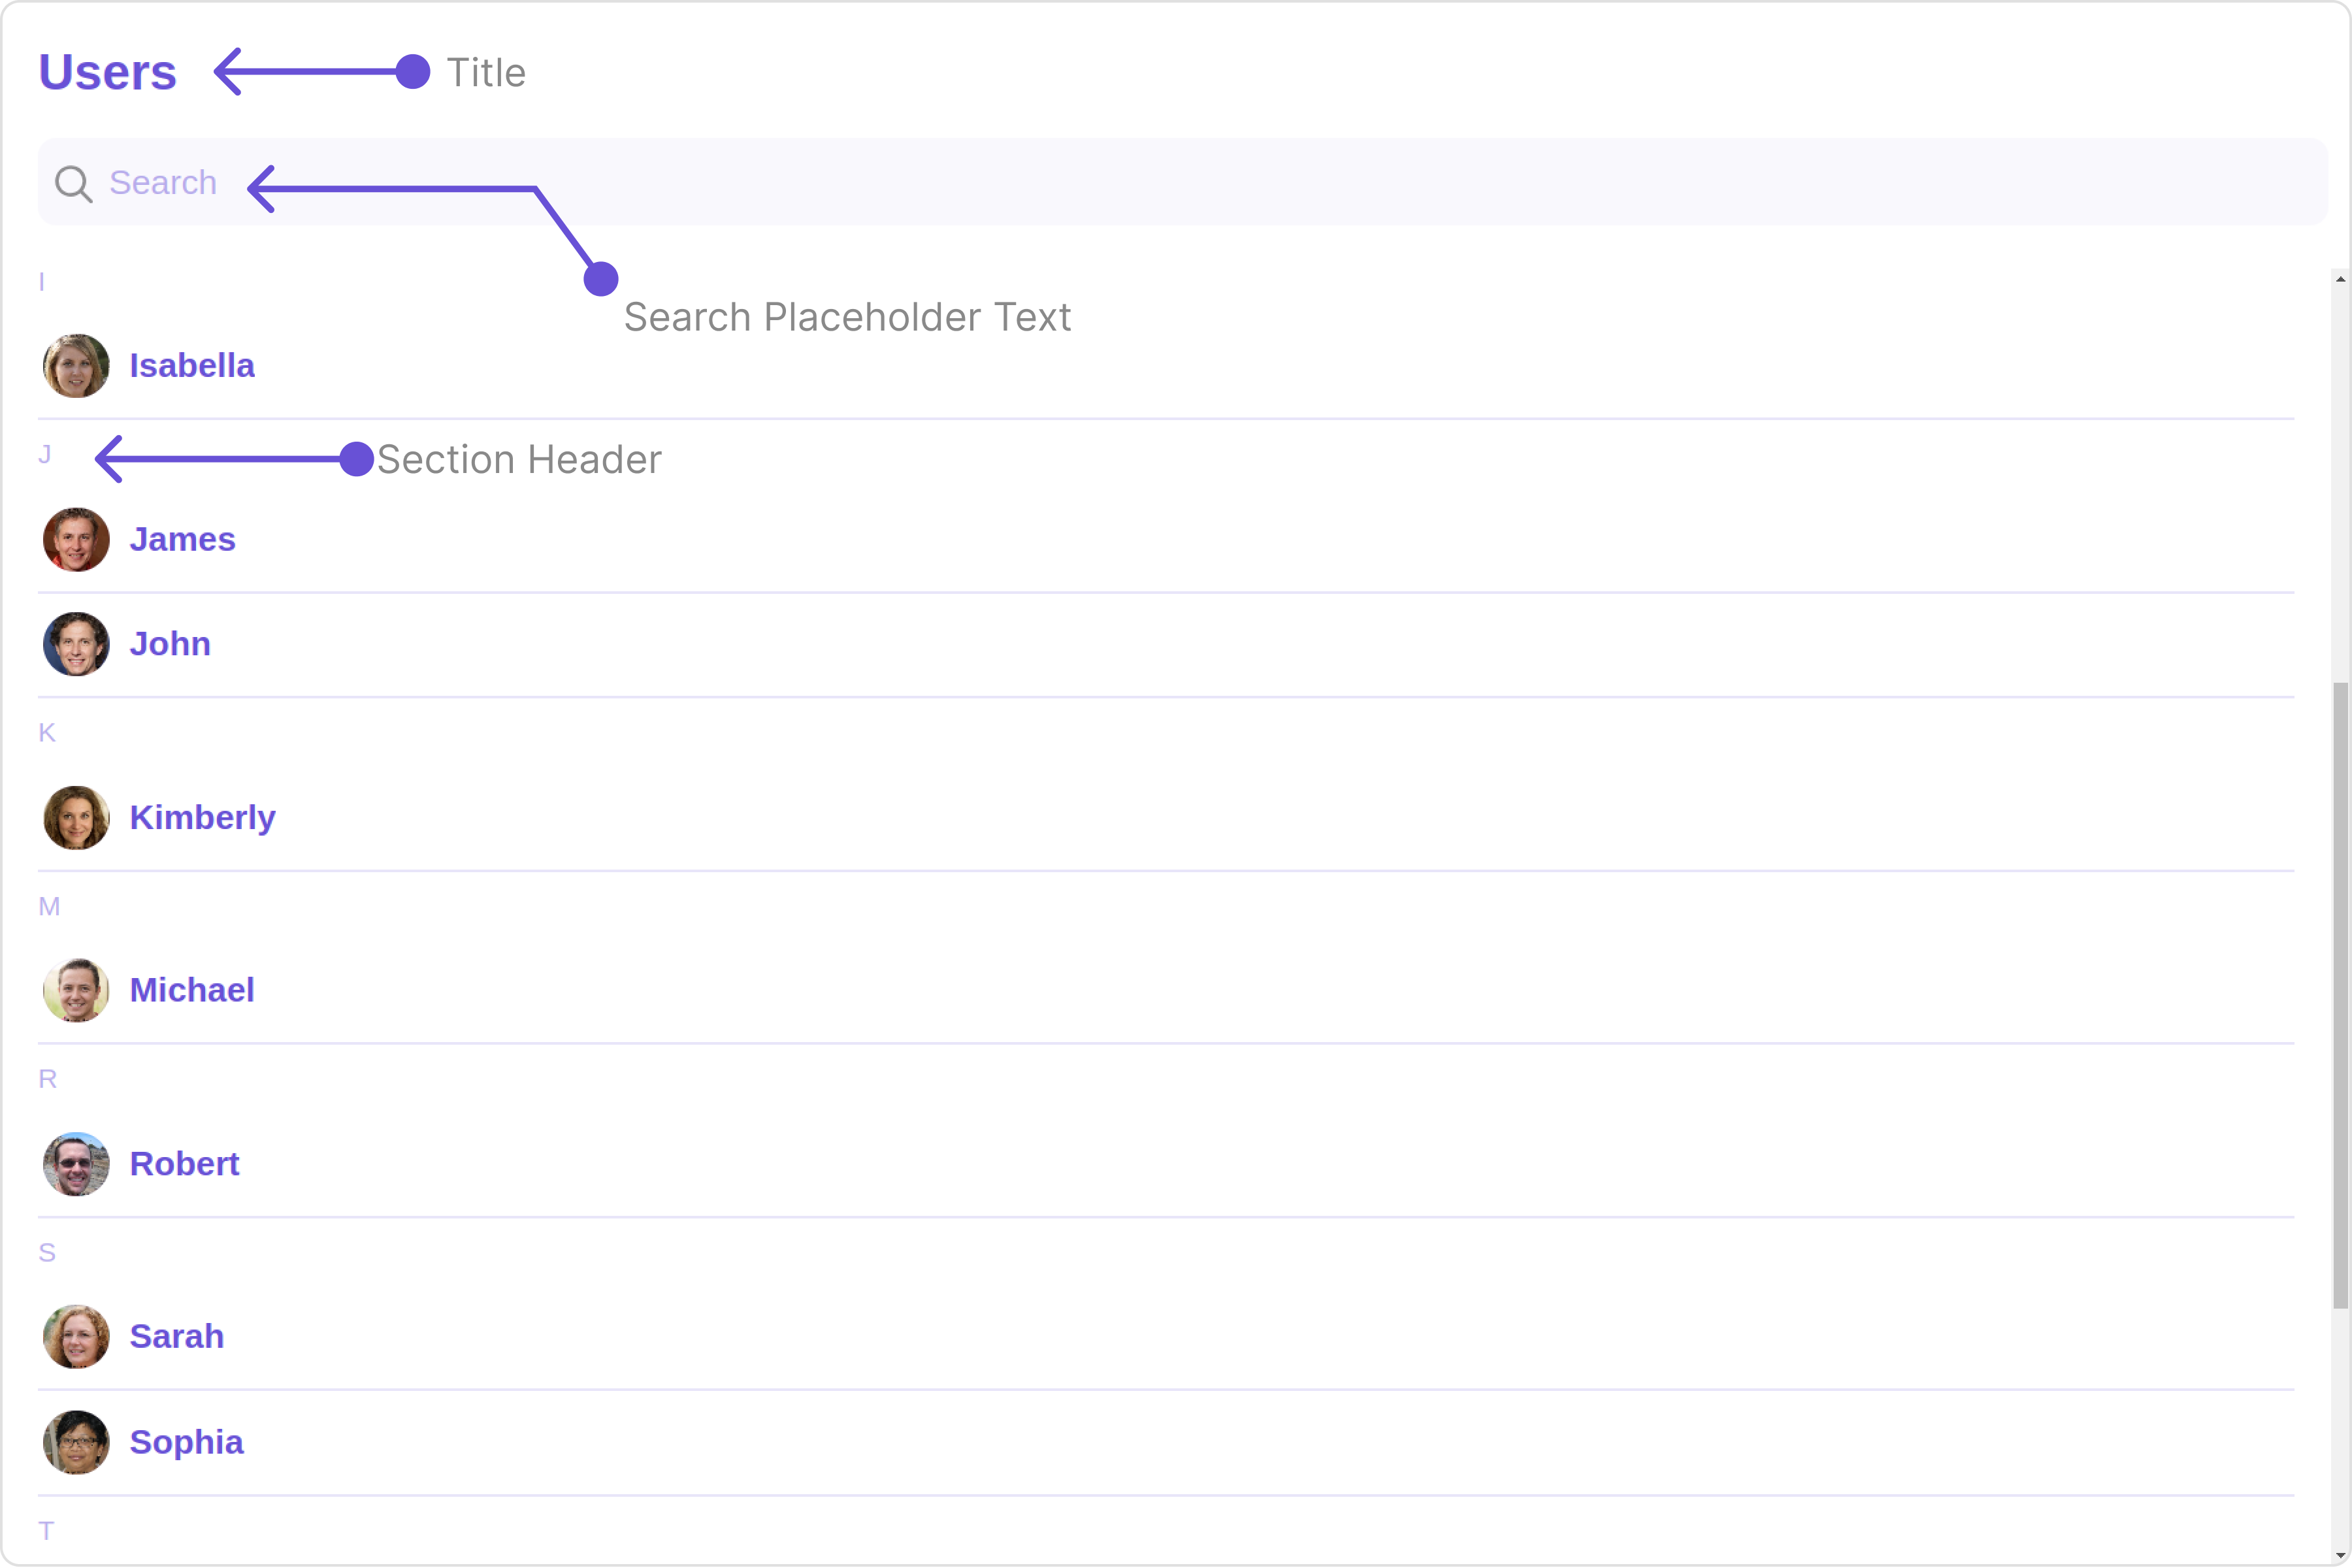 Users Title
Search
I
Search Placeholder Text
Isabella
J Section Header
James
John
K
Kimberly
M
Michael
R
Robert
S
Sarah
Sophia
T